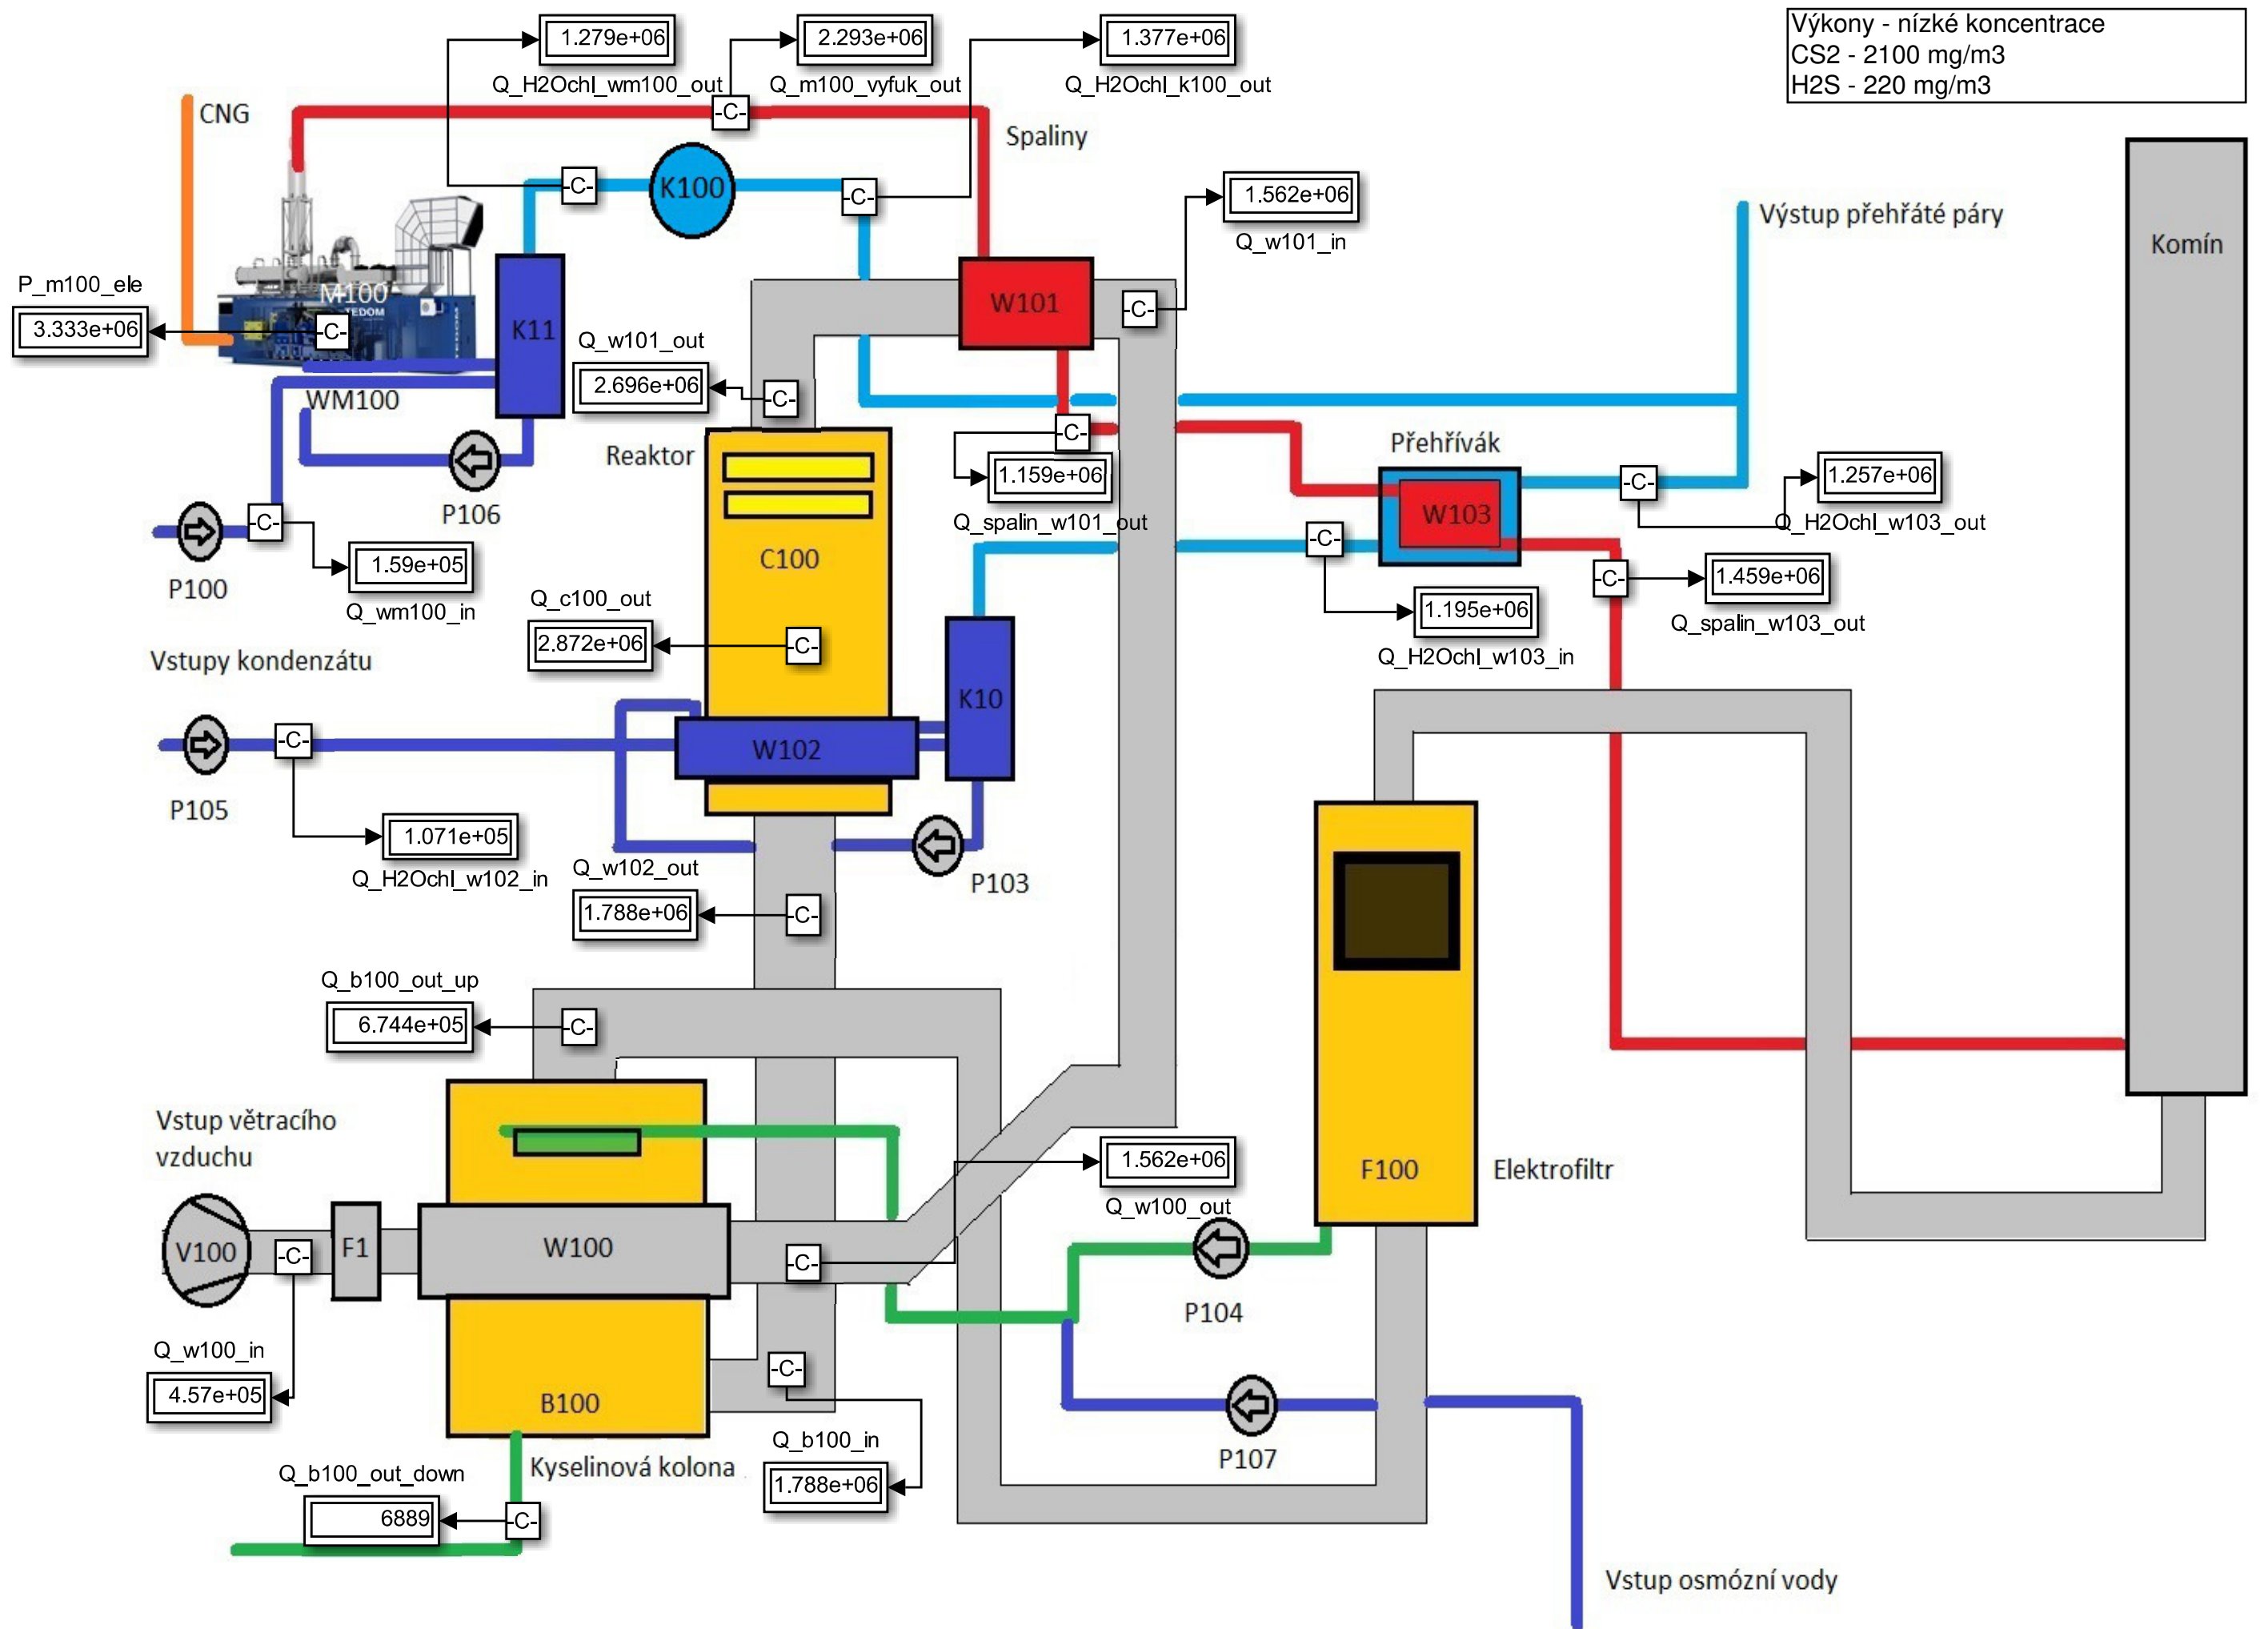 Výkony - nízké koncentrace
CS2 - 2100 mg/m3
H2S - 220 mg/m3
1.279e+06
Q_H2Ochl_wm100_out
2.293e+06
Q_m100_vyfuk_out
1.377e+06
Q_H2Ochl_k100_out
CNG
-C-
Spaliny
-C-
K100
-C-
1.562e+06
Q_w101_in
Výstup přehřáté páry
Komín
P_m100_ele
3.333e+06
M100
TEDOM
-C-
K11
W101
-C-
Q_w101_out
2.696e+06
-C-
WM100
-C-
Reaktor
Přehřívák
1.159e+06
Q_spalin_w101_out
-C-
1.257e+06
Q_H2Ochl_w103_out
W103
P106
-C-
P100
1.59e+05
Q_wm100_in
C100
-C-
-C-
1.459e+06
Q_spalin_w103_out
1.195e+06
Q_H2Ochl_w103_in
Q_c100_out
2.872e+06
-C-
Vstupy kondenzátu
K10
-C-
W102
P105
1.071e+05
Q_H2Ochl_w102_in
Q_w102_out
1.788e+06
-C-
P103
Q_b100_out_up
6.744e+05
-C-
Vstup větracího
vzduchu
1.562e+06
Q_w100_out
F100
Elektrofiltr
V100
-C-
F1
W100
-C-
P104
Q_w100_in
4.57e+05
-C-
B100
Q_b100_in
1.788e+06
P107
Kyselinová kolona
Q_b100_out_down
6889
-C-
Vstup osmózní vody